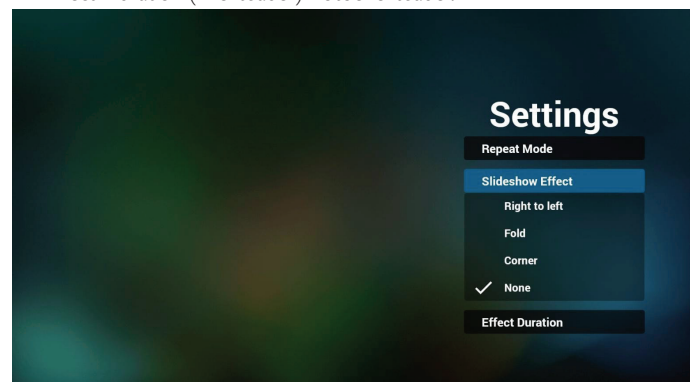 Settings
Repeat Mode
Slideshow Effect
Right to left
Fold
Corner
None
Effect Duration